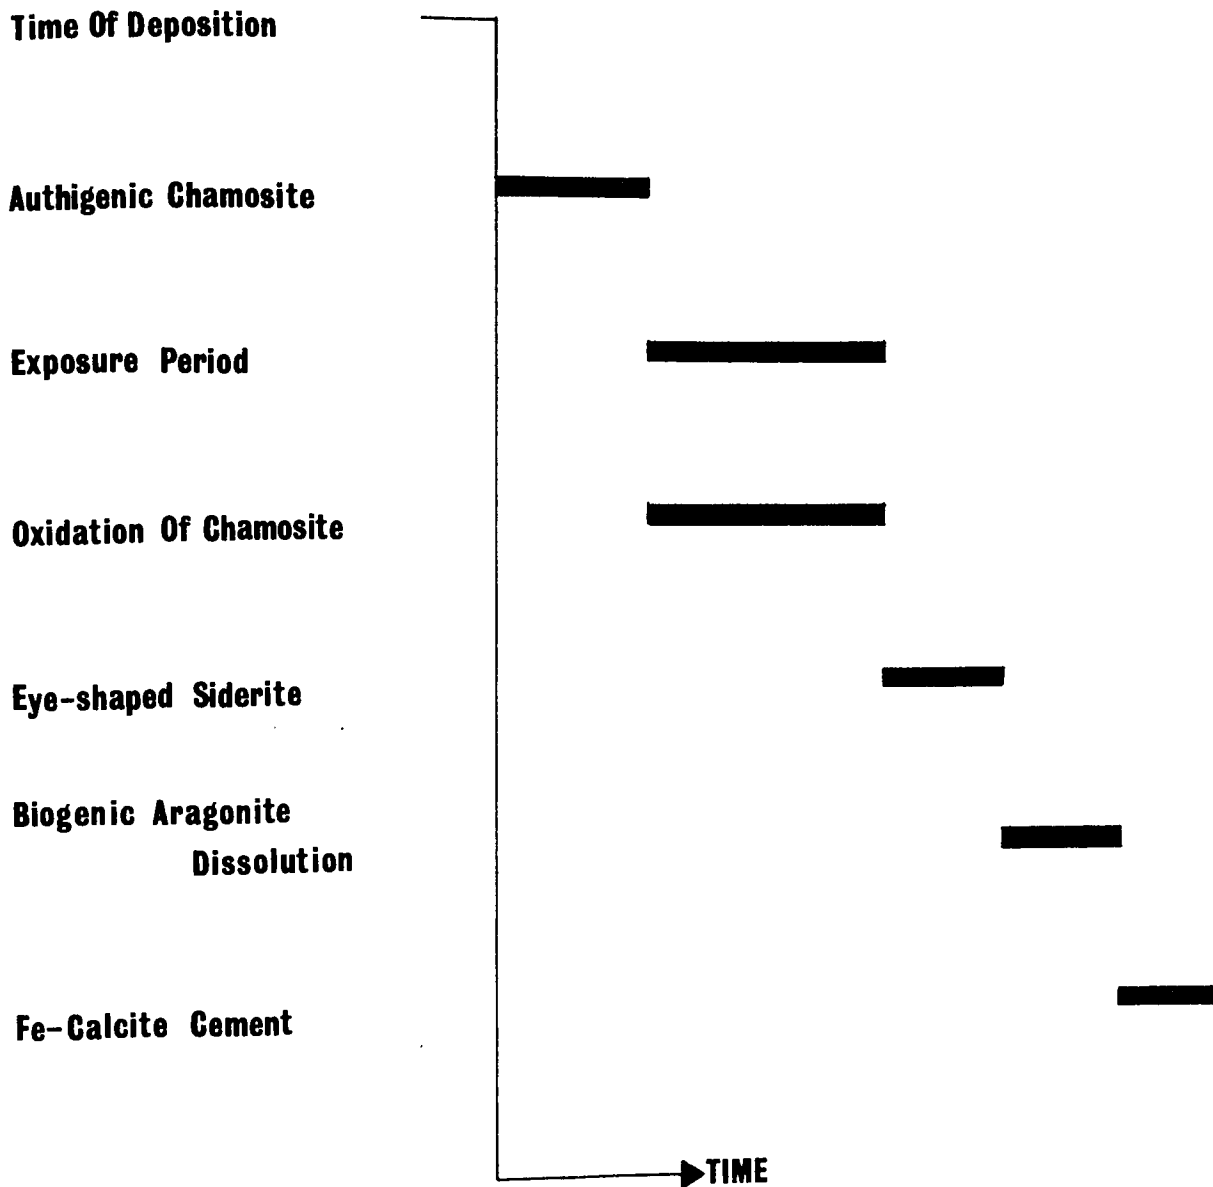 Time Of Deposition
Authigenic Chamosite
Exposure Period
Oxidation Of Chamosite
Eye-shaped Siderite
Biogenic Aragonite
Dissolution
Fe-Calcite Cement
TIME